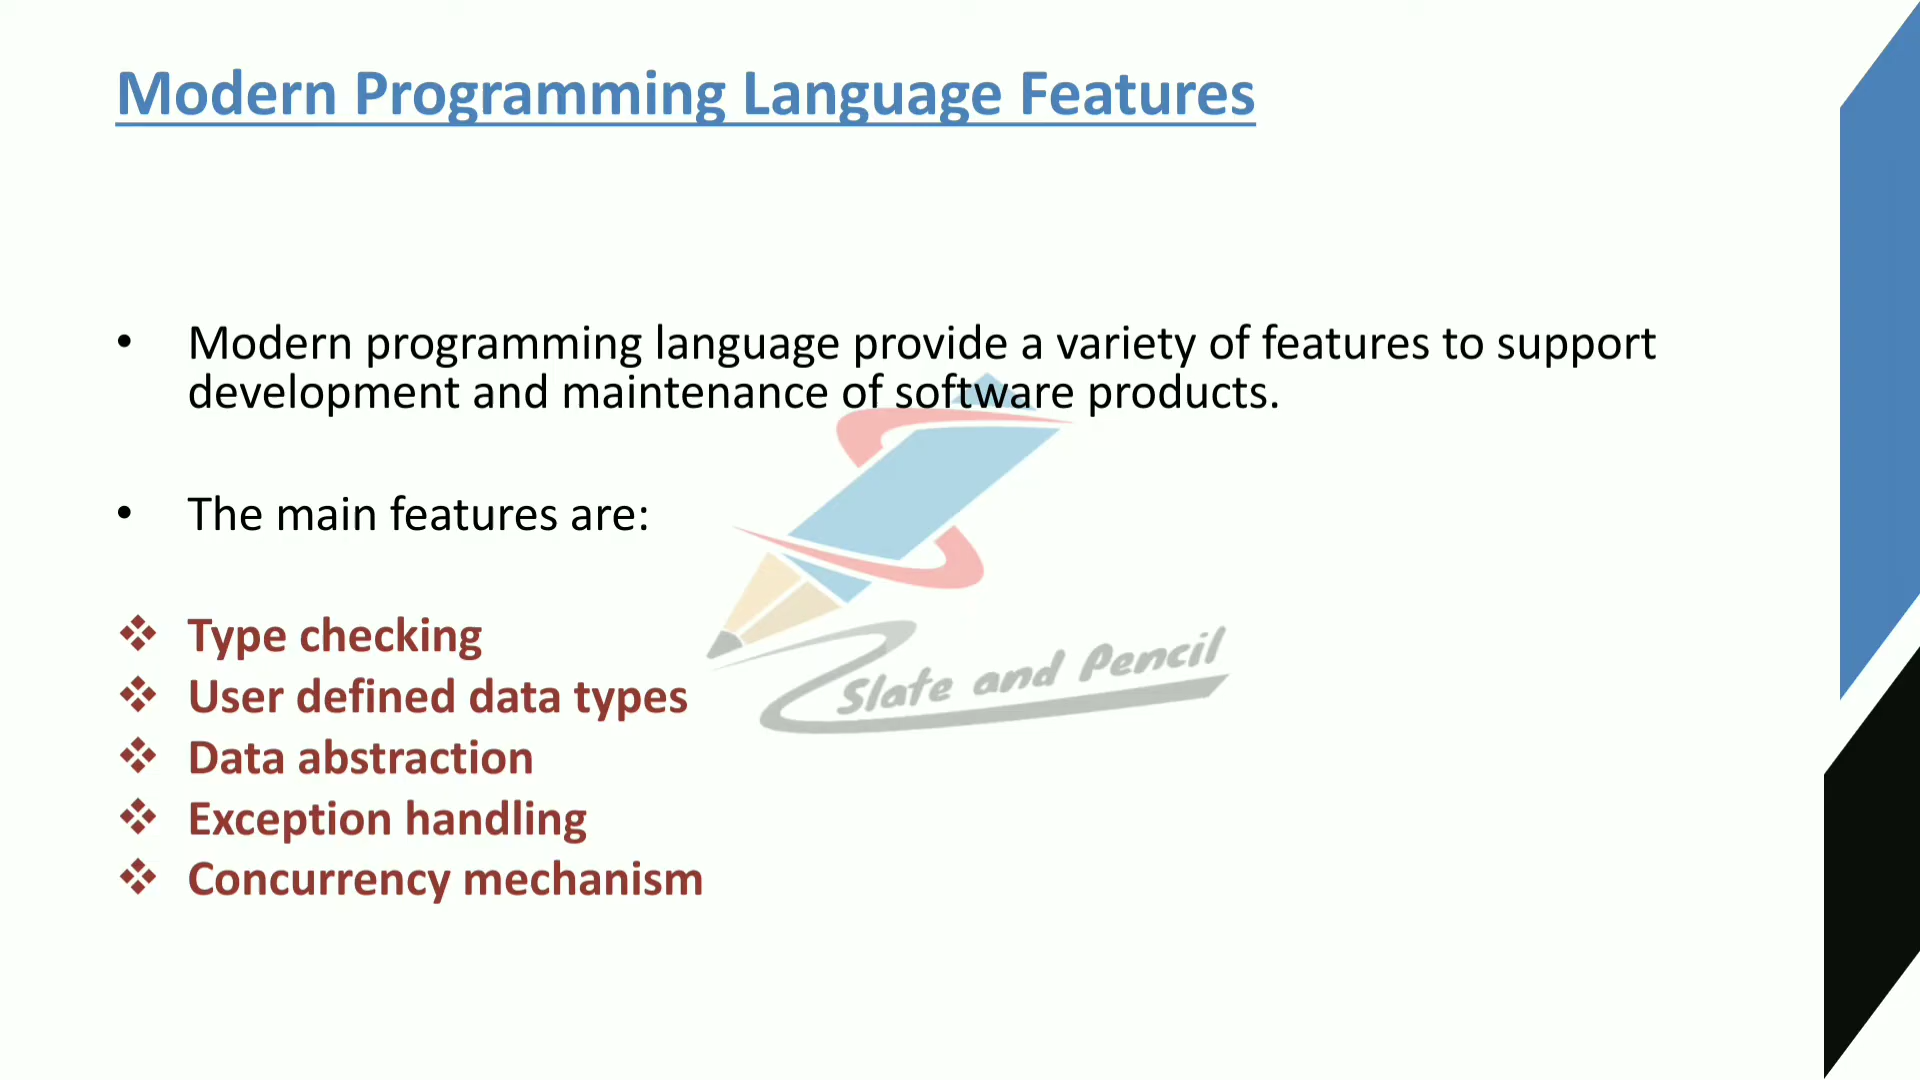 Modern Programming Language Features
• Modern programming language provide a variety of features to support
development and maintenance of software products.
• The main features are:
❖ Type checking
❖ User defined data types
❖ Data abstraction
❖ Exception handling
❖ Concurrency mechanism
Slate and Pencil